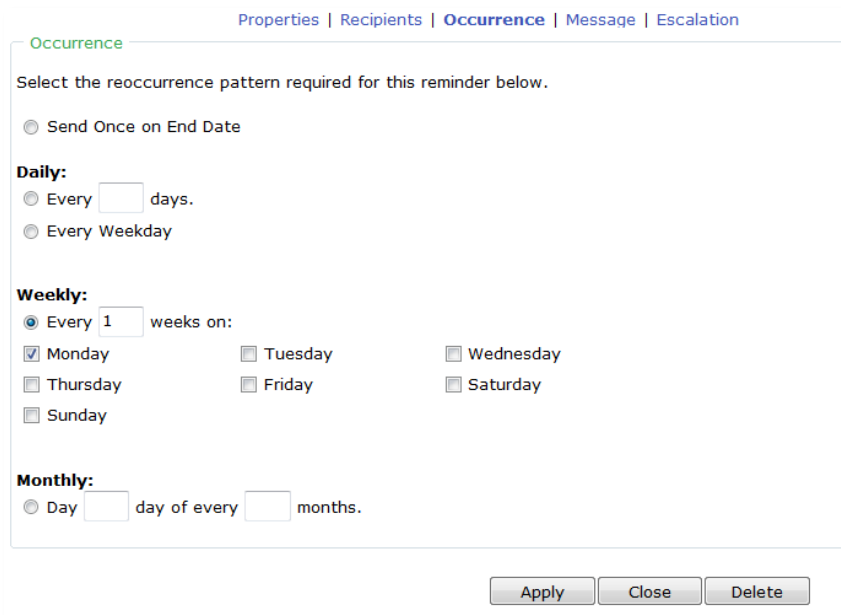 Properties | Recipients | Occurrence | Message | Escalation
Occurrence
Select the reoccurrence pattern required for this reminder below.
Send Once on End Date
Daily:
Every days.
Every Weekday
Weekly:
Every 1 weeks on:
Monday Tuesday Wednesday
Thursday Friday Saturday
Sunday
Monthly:
Day day of every months.
Apply Close Delete